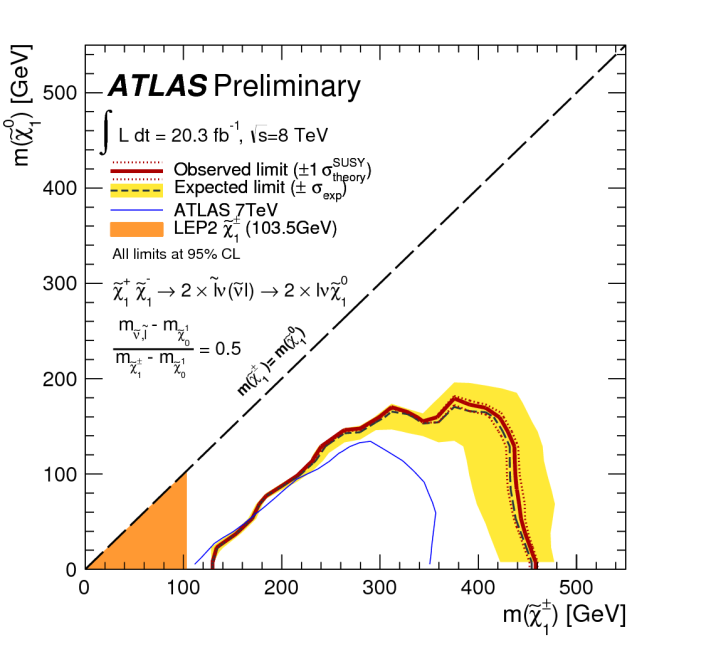 ATLAS Preliminary
∫ L dt = 20.3 fb⁻¹, √s=8 TeV
Observed limit (±1 σ^SUSY_theory)
Expected limit (± σ_exp)
ATLAS 7TeV
LEP2 χ̃₁^± (103.5GeV)
All limits at 95% CL
χ̃₁⁺ χ̃₁⁻ → 2 × l̃ν(ν̃l) → 2 × lνχ̃₁⁰
m_ν̃,l̃ - m_χ̃₀¹
m_χ̃₁^± - m_χ̃₀¹
= 0.5
m(χ̃₁^±)= m(χ̃₁⁰)
m(χ̃₁⁰) [GeV]
500
400
300
200
100
0
0 100 200 300 400 500
m(χ̃₁^±) [GeV]